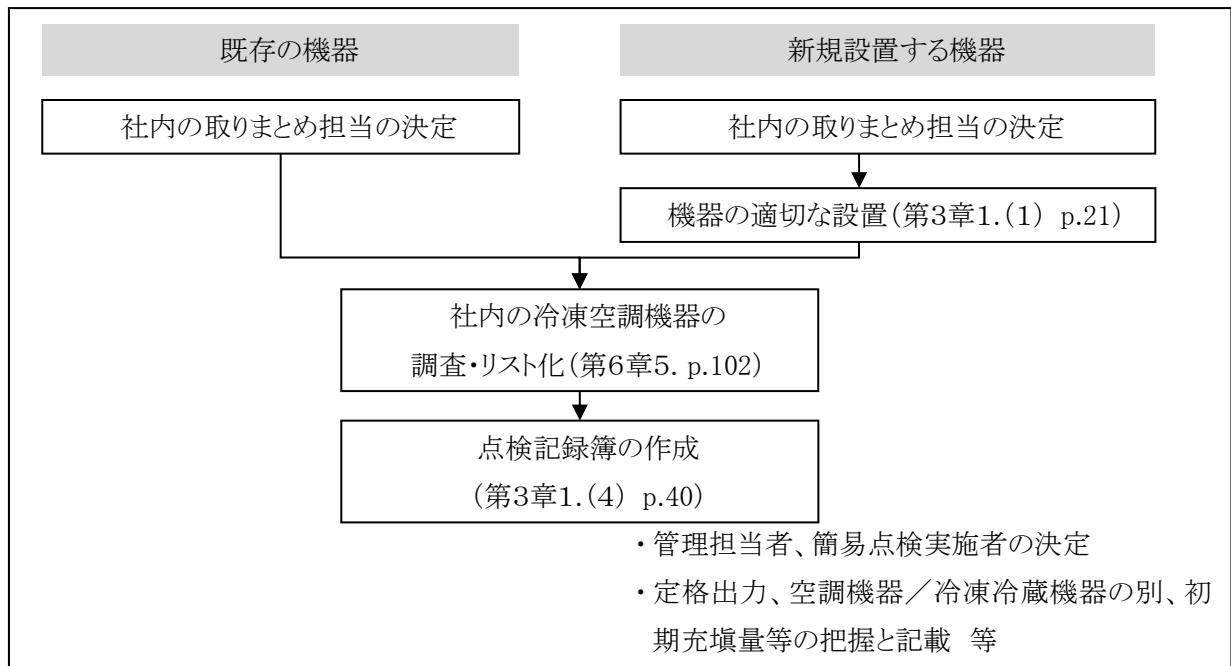 既存の機器
新規設置する機器
社内の取りまとめ担当の決定
社内の取りまとめ担当の決定
機器の適切な設置(第3章1.(1) p.21)
社内の冷凍空調機器の
調査・リスト化(第6章5. p.102)
点検記録簿の作成
(第3章1.(4) p.40)
・管理担当者、簡易点検実施者の決定
・定格出力、空調機器／冷凍冷蔵機器の別、初
期充塡量等の把握と記載 等